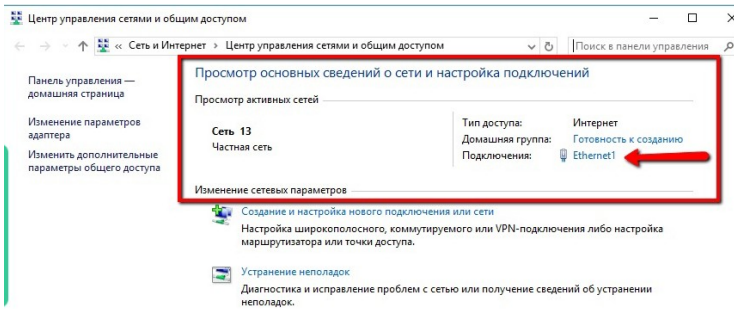 Центр управления сетями и общим доступом
« Сеть и Интернет › Центр управления сетями и общим доступом
Поиск в панели управления
Панель управления —
домашняя страница
Изменение параметров
адаптера
Изменить дополнительные
параметры общего доступа
Просмотр основных сведений о сети и настройка подключений
Просмотр активных сетей
Сеть 13
Частная сеть
Тип доступа: Интернет
Домашняя группа: Готовность к созданию
Подключения: Ethernet1
Изменение сетевых параметров
Создание и настройка нового подключения или сети
Настройка широкополосного, коммутируемого или VPN-подключения либо настройка
маршрутизатора или точки доступа.
Устранение неполадок
Диагностика и исправление проблем с сетью или получение сведений об устранении
неполадок.